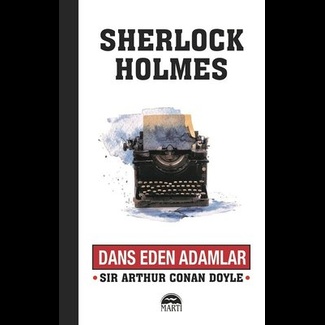 SHERLOCK
HOLMES
DANS EDEN ADAMLAR
• SIR ARTHUR CONAN DOYLE •
MARTI